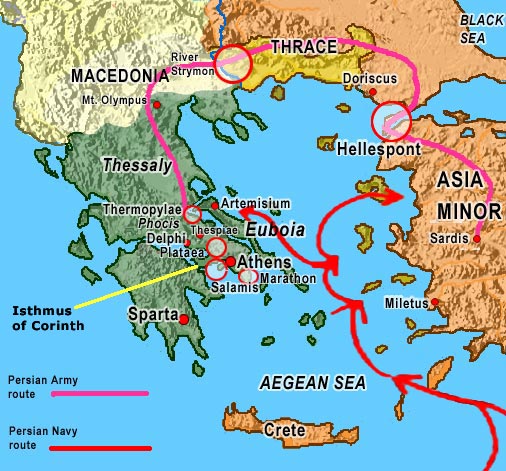 BLACK
SEA
THRACE
River
Strymon
MACEDONIA
Doriscus
Mt. Olympus
Hellespont
Thessaly
ASIA
MINOR
Artemisium
Thermopylae
Phocis
Thespiae
Euboia
Delphi
Sardis
Plataea
Athens
Marathon
Salamis
Isthmus
of Corinth
Miletus
Sparta
Persian Army
route
AEGEAN SEA
Persian Navy
route
Crete